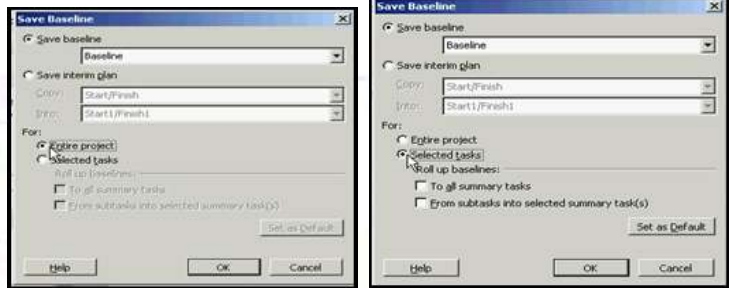 Save Baseline
Save baseline
Baseline
Save interim plan
Copy: Start/Finish
Into: Start1/Finish1
For:
Entire project
Selected tasks
Roll up baselines:
To all summary tasks
From subtasks into selected summary task(s)
Set as Default
Help OK Cancel
Save Baseline
Save baseline
Baseline
Save interim plan
Copy: Start/Finish
Into: Start1/Finish1
For:
Entire project
Selected tasks
Roll up baselines:
To all summary tasks
From subtasks into selected summary task(s)
Set as Default
Help OK Cancel